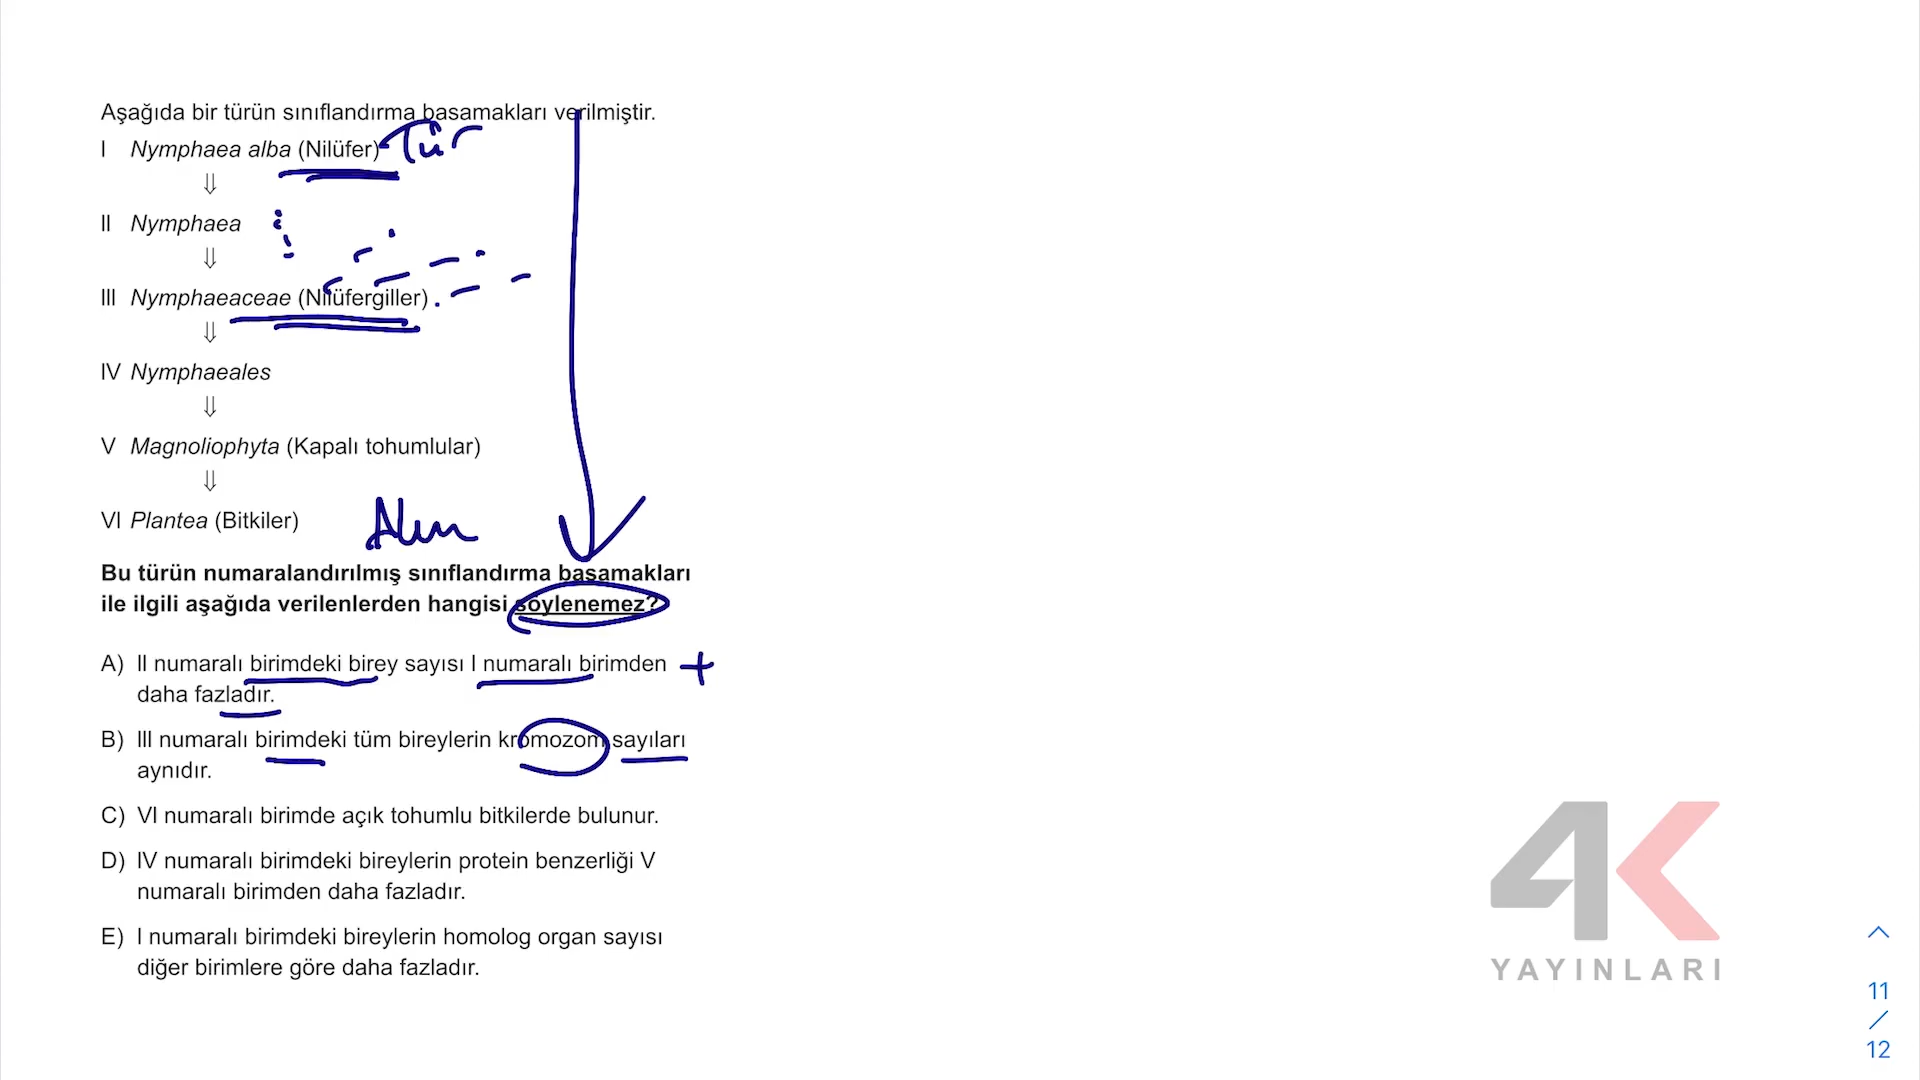 Aşağıda bir türün sınıflandırma basamakları verilmiştir.
I Nymphaea alba (Nilüfer) Tür
⇓
II Nymphaea
⇓
III Nymphaeaceae (Nilüfergiller)
⇓
IV Nymphaeales
⇓
V Magnoliophyta (Kapalı tohumlular)
⇓
VI Plantea (Bitkiler) Alem
Bu türün numaralandırılmış sınıflandırma basamakları
ile ilgili aşağıda verilenlerden hangisi söylenemez?
A) II numaralı birimdeki birey sayısı I numaralı birimden +
daha fazladır.
B) III numaralı birimdeki tüm bireylerin kromozom sayıları
aynıdır.
C) VI numaralı birimde açık tohumlu bitkilerde bulunur.
D) IV numaralı birimdeki bireylerin protein benzerliği V
numaralı birimden daha fazladır.
E) I numaralı birimdeki bireylerin homolog organ sayısı
diğer birimlere göre daha fazladır.
4K
YAYINLARI
11
/
12